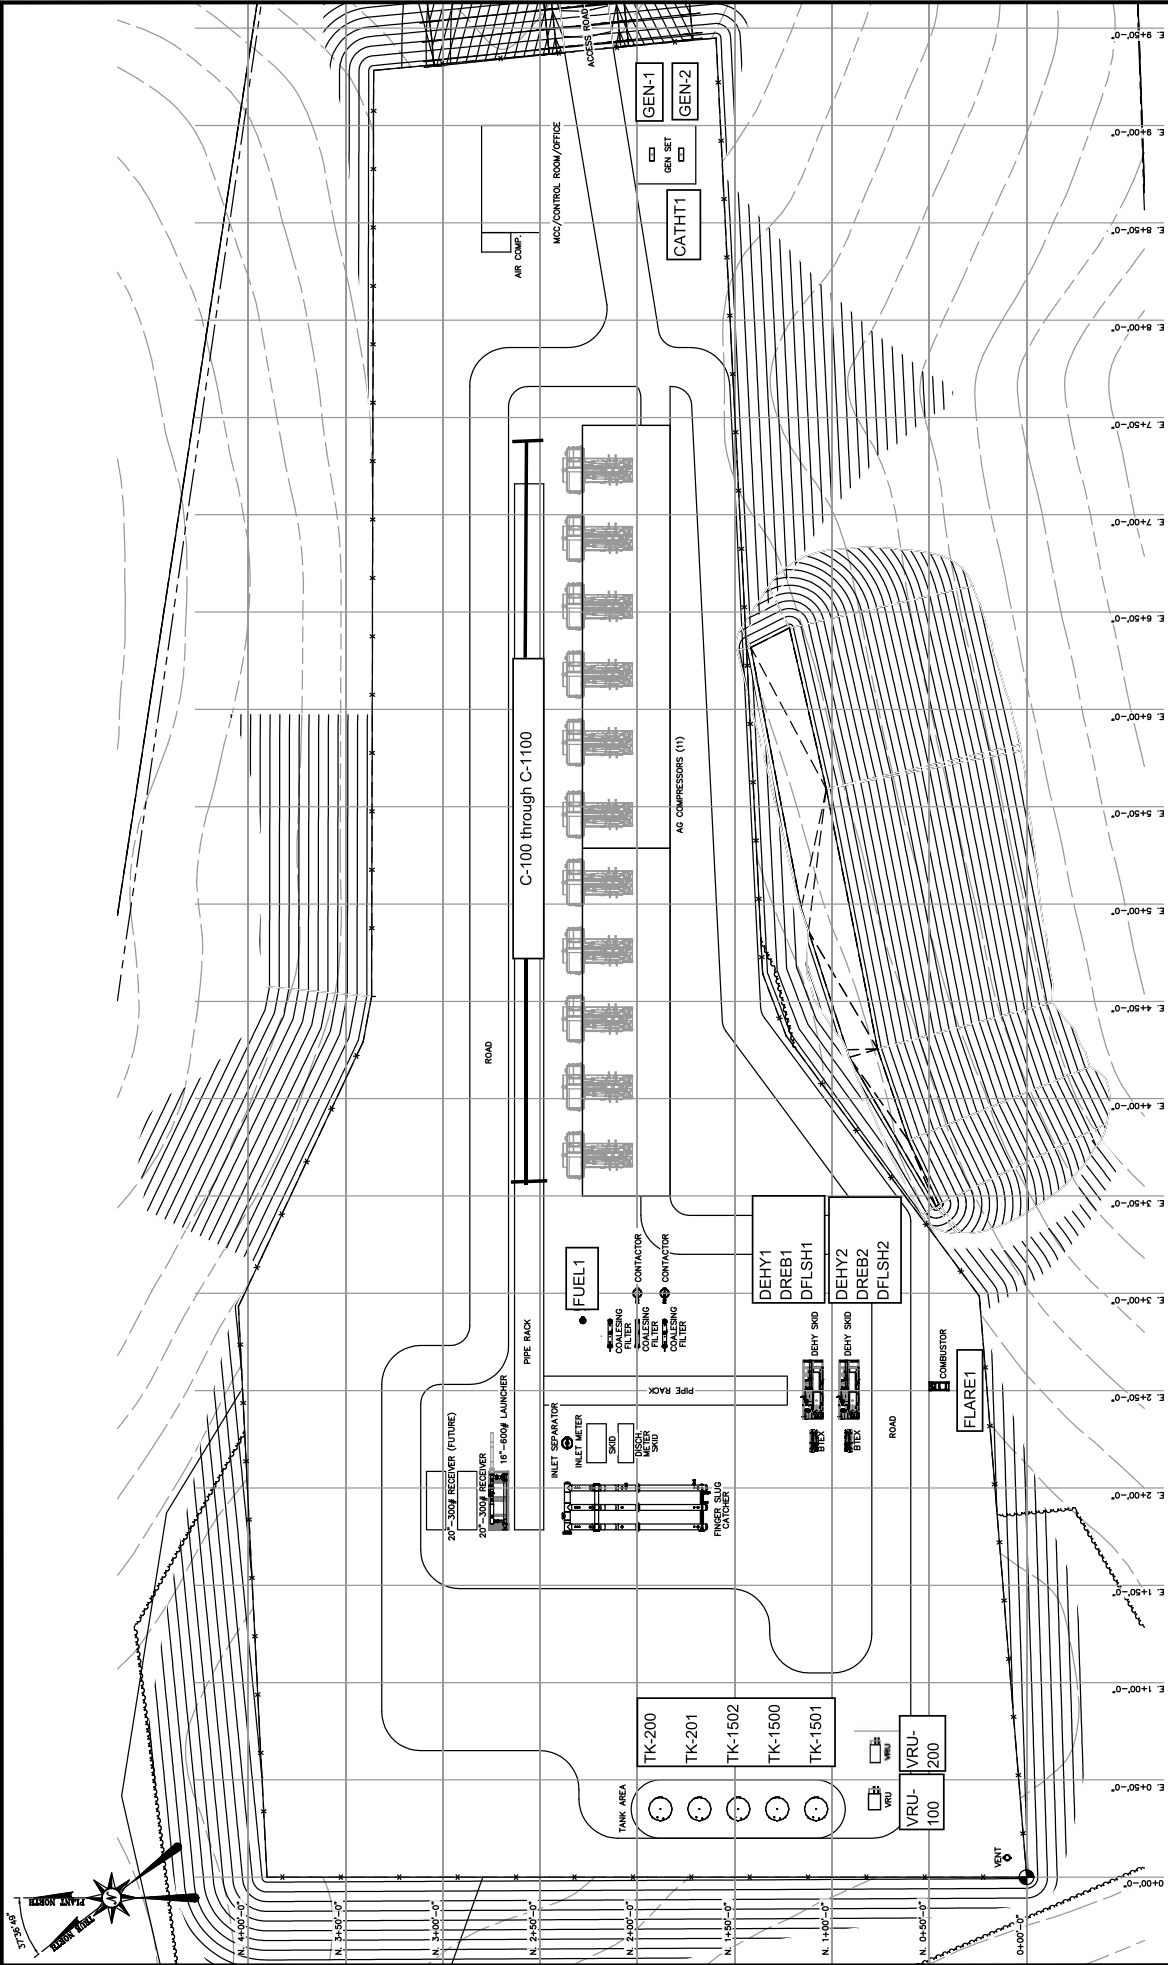 ACCESS ROAD
E. 9+50'-0"
GEN-1
GEN-2
GEN SET
E. 9+00'-0"
MCC/CONTROL ROOM/OFFICE
AIR COMP.
CATHT1
E. 8+50'-0"
E. 8+00'-0"
E. 7+50'-0"
E. 7+00'-0"
E. 6+50'-0"
E. 6+00'-0"
C-100 through C-1100
AG COMPRESSORS (11)
E. 5+50'-0"
E. 5+00'-0"
E. 4+50'-0"
ROAD
E. 4+00'-0"
E. 3+50'-0"
FUEL1
CONTACTOR
CONTACTOR
DEHY1
DREB1
DFLSH1
DEHY2
DREB2
DFLSH2
E. 3+00'-0"
PIPE RACK
COALESING
FILTER
COALESING
FILTER
COALESING
FILTER
DEHY SKID
DEHY SKID
COMBUSTOR
FLARE1
PIPE RACK
E. 2+50'-0"
20"-300# RECEIVER (FUTURE)
20"-300# RECEIVER
16"-600# LAUNCHER
INLET SEPARATOR
INLET METER
SKID
DISCH.
METER
SKID
BTEX
BTEX
ROAD
FINGER SLUG
CATCHER
E. 2+00'-0"
E. 1+50'-0"
E. 1+00'-0"
TK-200
TK-201
TK-1502
TK-1500
TK-1501
VRU
VRU-
200
TANK AREA
VRU
VRU-
100
E. 0+50'-0"
VENT
0+00'-0"
PLANT NORTH
TRUE NORTH
37°36'49"
N
N. 4+00'-0"
N. 3+50'-0"
N. 3+00'-0"
N. 2+50'-0"
N. 2+00'-0"
N. 1+50'-0"
N. 1+00'-0"
N. 0+50'-0"
0+00'-0"